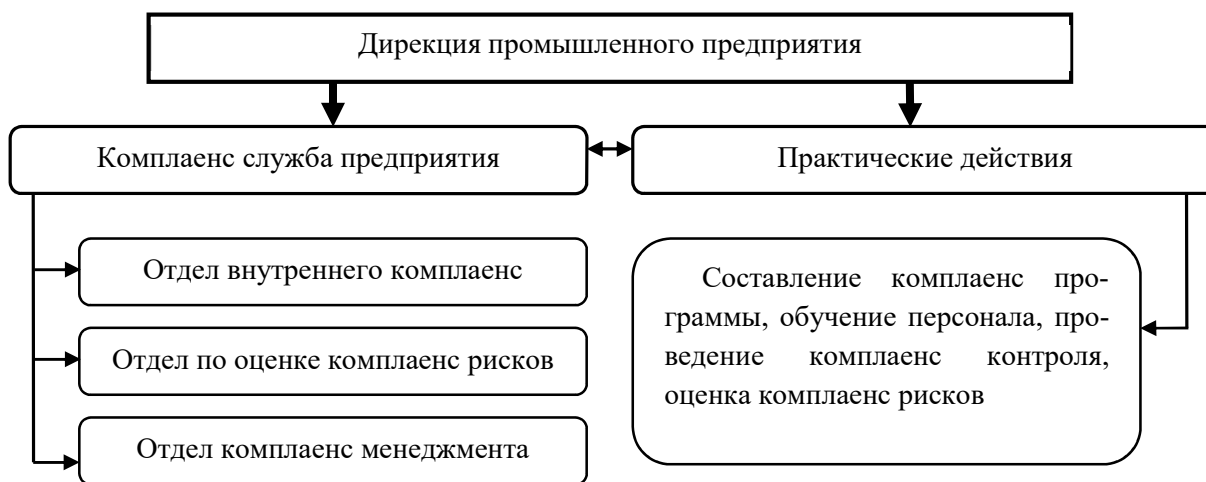 Дирекция промышленного предприятия
Комплаенс служба предприятия
Практические действия
Отдел внутреннего комплаенс
Отдел по оценке комплаенс рисков
Отдел комплаенс менеджмента
Составление комплаенс про-
граммы, обучение персонала, про-
ведение комплаенс контроля,
оценка комплаенс рисков